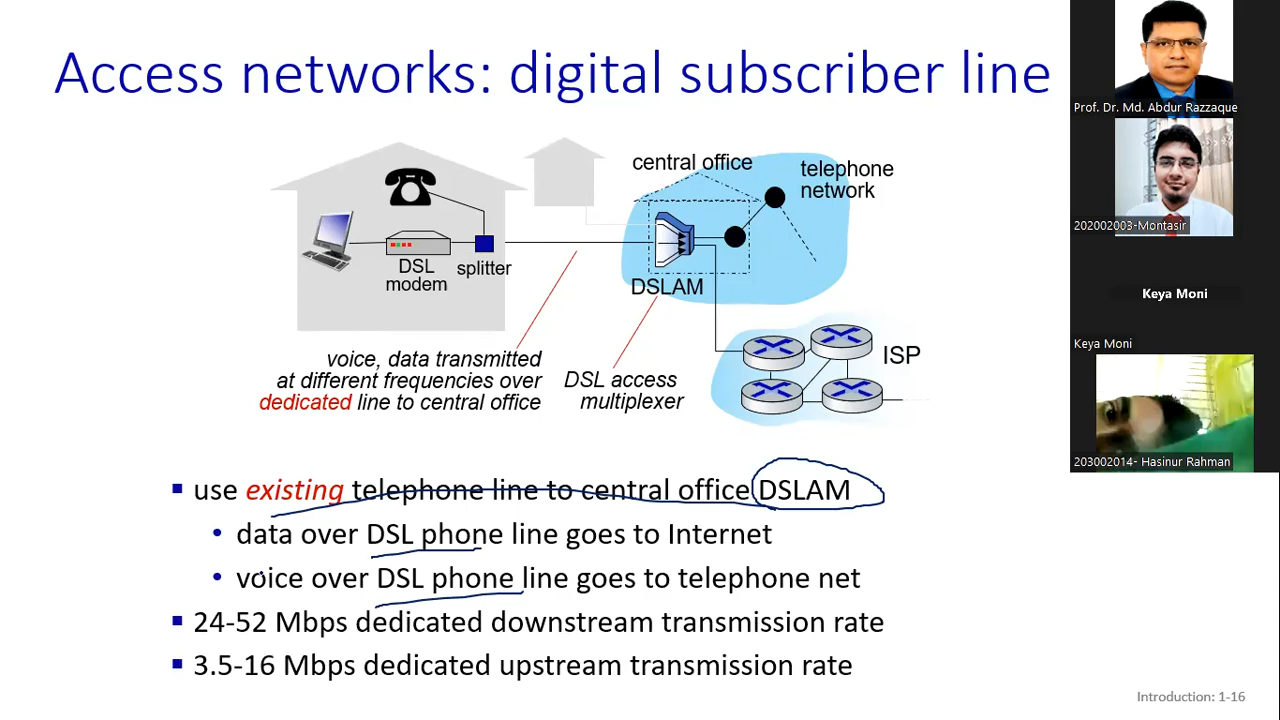 Access networks: digital subscriber line
central office
telephone
network
DSL
modem
splitter
DSLAM
voice, data transmitted
at different frequencies over
dedicated line to central office
DSL access
multiplexer
ISP
use existing telephone line to central office DSLAM
data over DSL phone line goes to Internet
voice over DSL phone line goes to telephone net
24-52 Mbps dedicated downstream transmission rate
3.5-16 Mbps dedicated upstream transmission rate
Introduction: 1-16
Prof. Dr. Md. Abdur Razzaque
202002003-Montasir
Keya Moni
Keya Moni
203002014- Hasinur Rahman